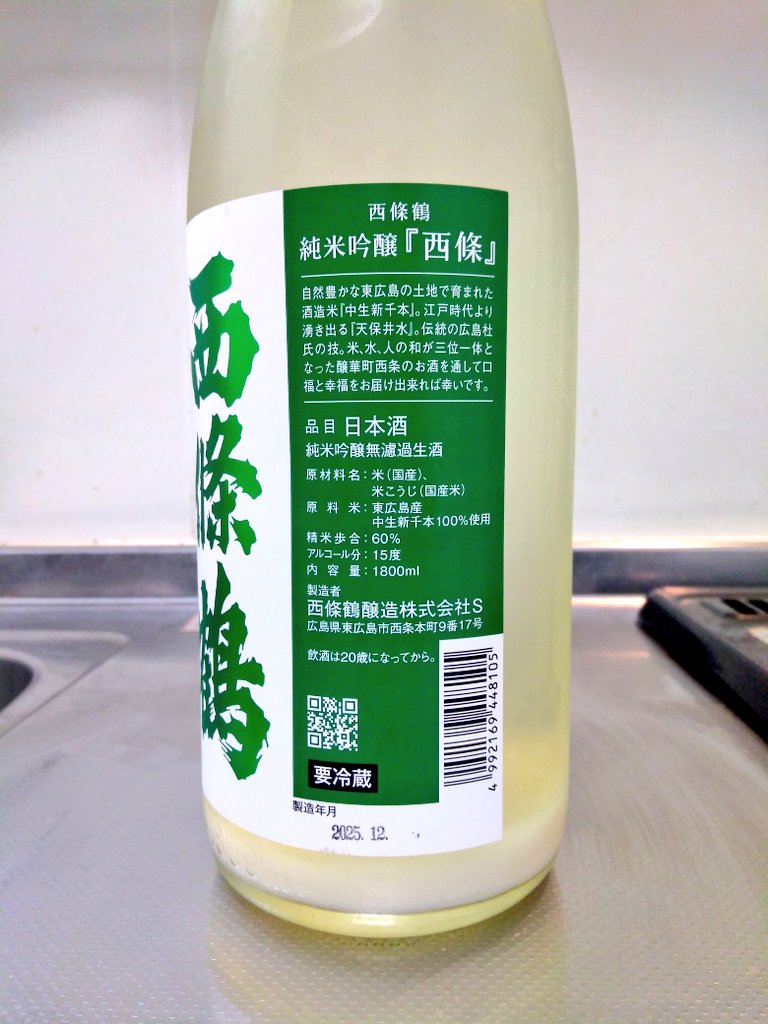 西條鶴
西條鶴
純米吟醸『西條』
自然豊かな東広島の土地で育まれた
酒造米『中生新千本』。江戸時代より
湧き出る『天保井水』。伝統の広島杜
氏の技。米、水、人の和が三位一体と
なった醸華町西条のお酒を通して口
福と幸福をお届け出来れば幸いです。
品目 日本酒
純米吟醸無濾過生酒
原材料名：米（国産）、
米こうじ（国産米）
原料米：東広島産
中生新千本100%使用
精米歩合：60%
アルコール分：15度
内容量：1800ml
製造者
西條鶴醸造株式会社S
広島県東広島市西条本町9番17号
飲酒は20歳になってから。
4 992169 448105
要冷蔵
製造年月
2025. 12.